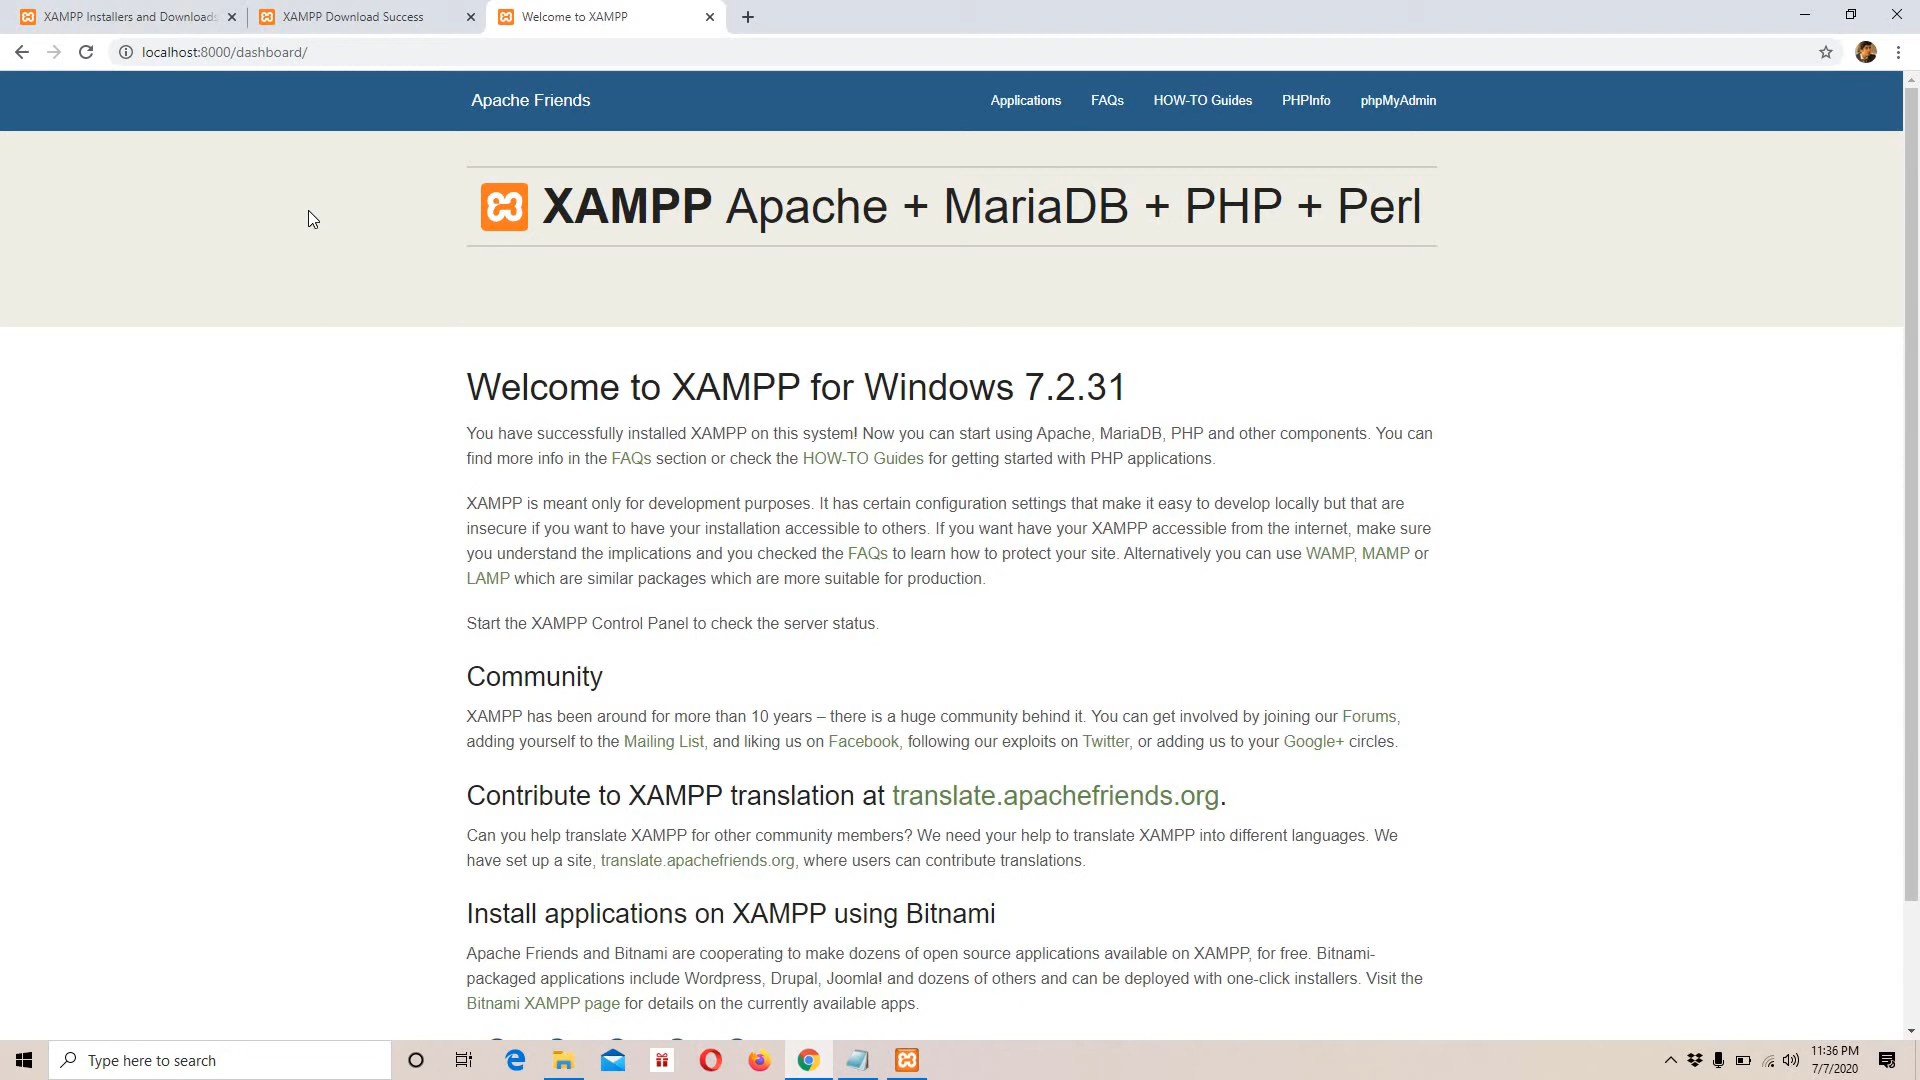 XAMPP Installers and Downloads
XAMPP Download Success
Welcome to XAMPP
localhost:8000/dashboard/
Apache Friends
Applications
FAQs
HOW-TO Guides
PHPInfo
phpMyAdmin
XAMPP Apache + MariaDB + PHP + Perl
Welcome to XAMPP for Windows 7.2.31
You have successfully installed XAMPP on this system! Now you can start using Apache, MariaDB, PHP and other components. You can
find more info in the FAQs section or check the HOW-TO Guides for getting started with PHP applications.
XAMPP is meant only for development purposes. It has certain configuration settings that make it easy to develop locally but that are
insecure if you want to have your installation accessible to others. If you want have your XAMPP accessible from the internet, make sure
you understand the implications and you checked the FAQs to learn how to protect your site. Alternatively you can use WAMP, MAMP or
LAMP which are similar packages which are more suitable for production.
Start the XAMPP Control Panel to check the server status.
Community
XAMPP has been around for more than 10 years – there is a huge community behind it. You can get involved by joining our Forums,
adding yourself to the Mailing List, and liking us on Facebook, following our exploits on Twitter, or adding us to your Google+ circles.
Contribute to XAMPP translation at translate.apachefriends.org.
Can you help translate XAMPP for other community members? We need your help to translate XAMPP into different languages. We
have set up a site, translate.apachefriends.org, where users can contribute translations.
Install applications on XAMPP using Bitnami
Apache Friends and Bitnami are cooperating to make dozens of open source applications available on XAMPP, for free. Bitnami-
packaged applications include Wordpress, Drupal, Joomla! and dozens of others and can be deployed with one-click installers. Visit the
Bitnami XAMPP page for details on the currently available apps.
Type here to search
11:36 PM
7/7/2020